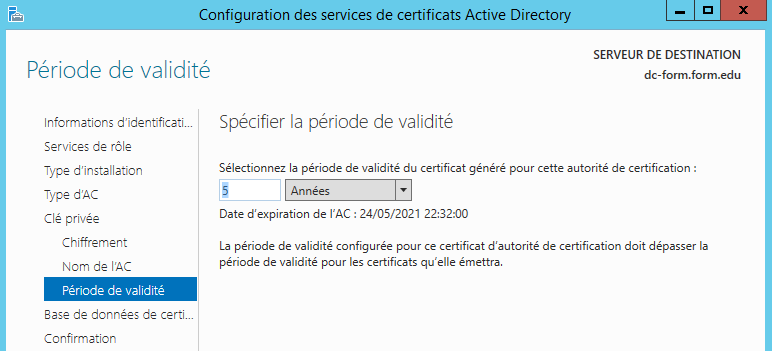 Configuration des services de certificats Active Directory
Période de validité
SERVEUR DE DESTINATION
dc-form.form.edu
Informations d'identificati...
Services de rôle
Type d'installation
Type d'AC
Clé privée
Chiffrement
Nom de l'AC
Période de validité
Base de données de certi...
Confirmation
Spécifier la période de validité
Sélectionnez la période de validité du certificat généré pour cette autorité de certification :
5 Années
Date d'expiration de l'AC : 24/05/2021 22:32:00
La période de validité configurée pour ce certificat d'autorité de certification doit dépasser la
période de validité pour les certificats qu'elle émettra.